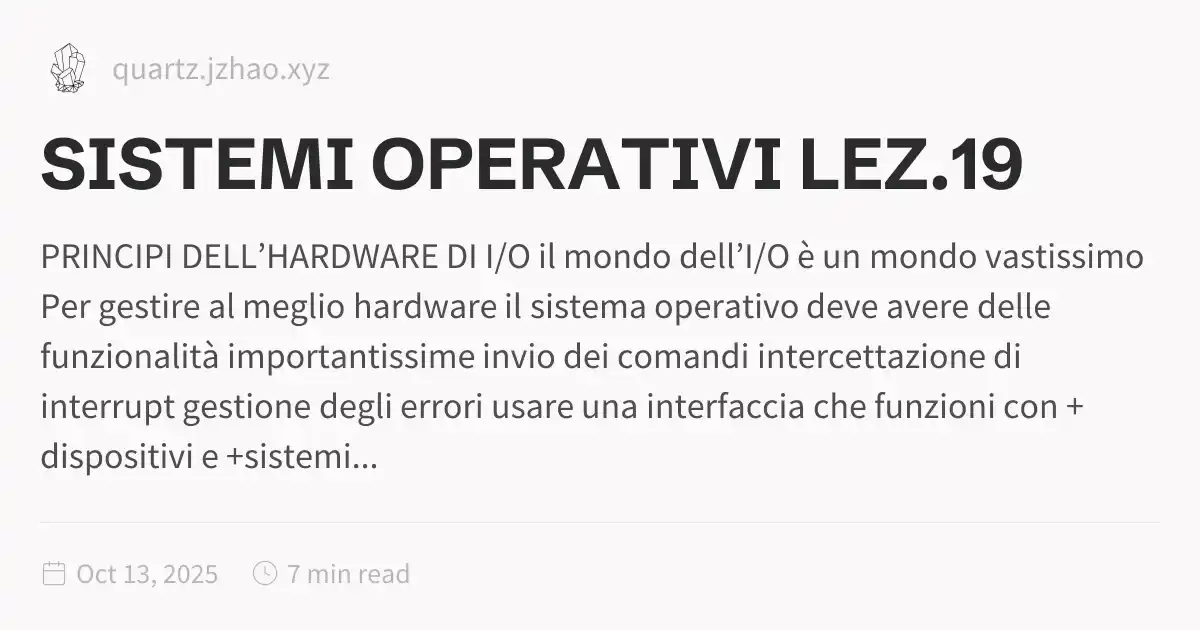 quartz.jzhao.xyz
SISTEMI OPERATIVI LEZ.19
PRINCIPI DELL’HARDWARE DI I/O il mondo dell’I/O è un mondo vastissimo
Per gestire al meglio hardware il sistema operativo deve avere delle
funzionalità importantissime invio dei comandi intercettazione di
interrupt gestione degli errori usare una interfaccia che funzioni con +
dispositivi e +sistemi...
Oct 13, 2025 7 min read